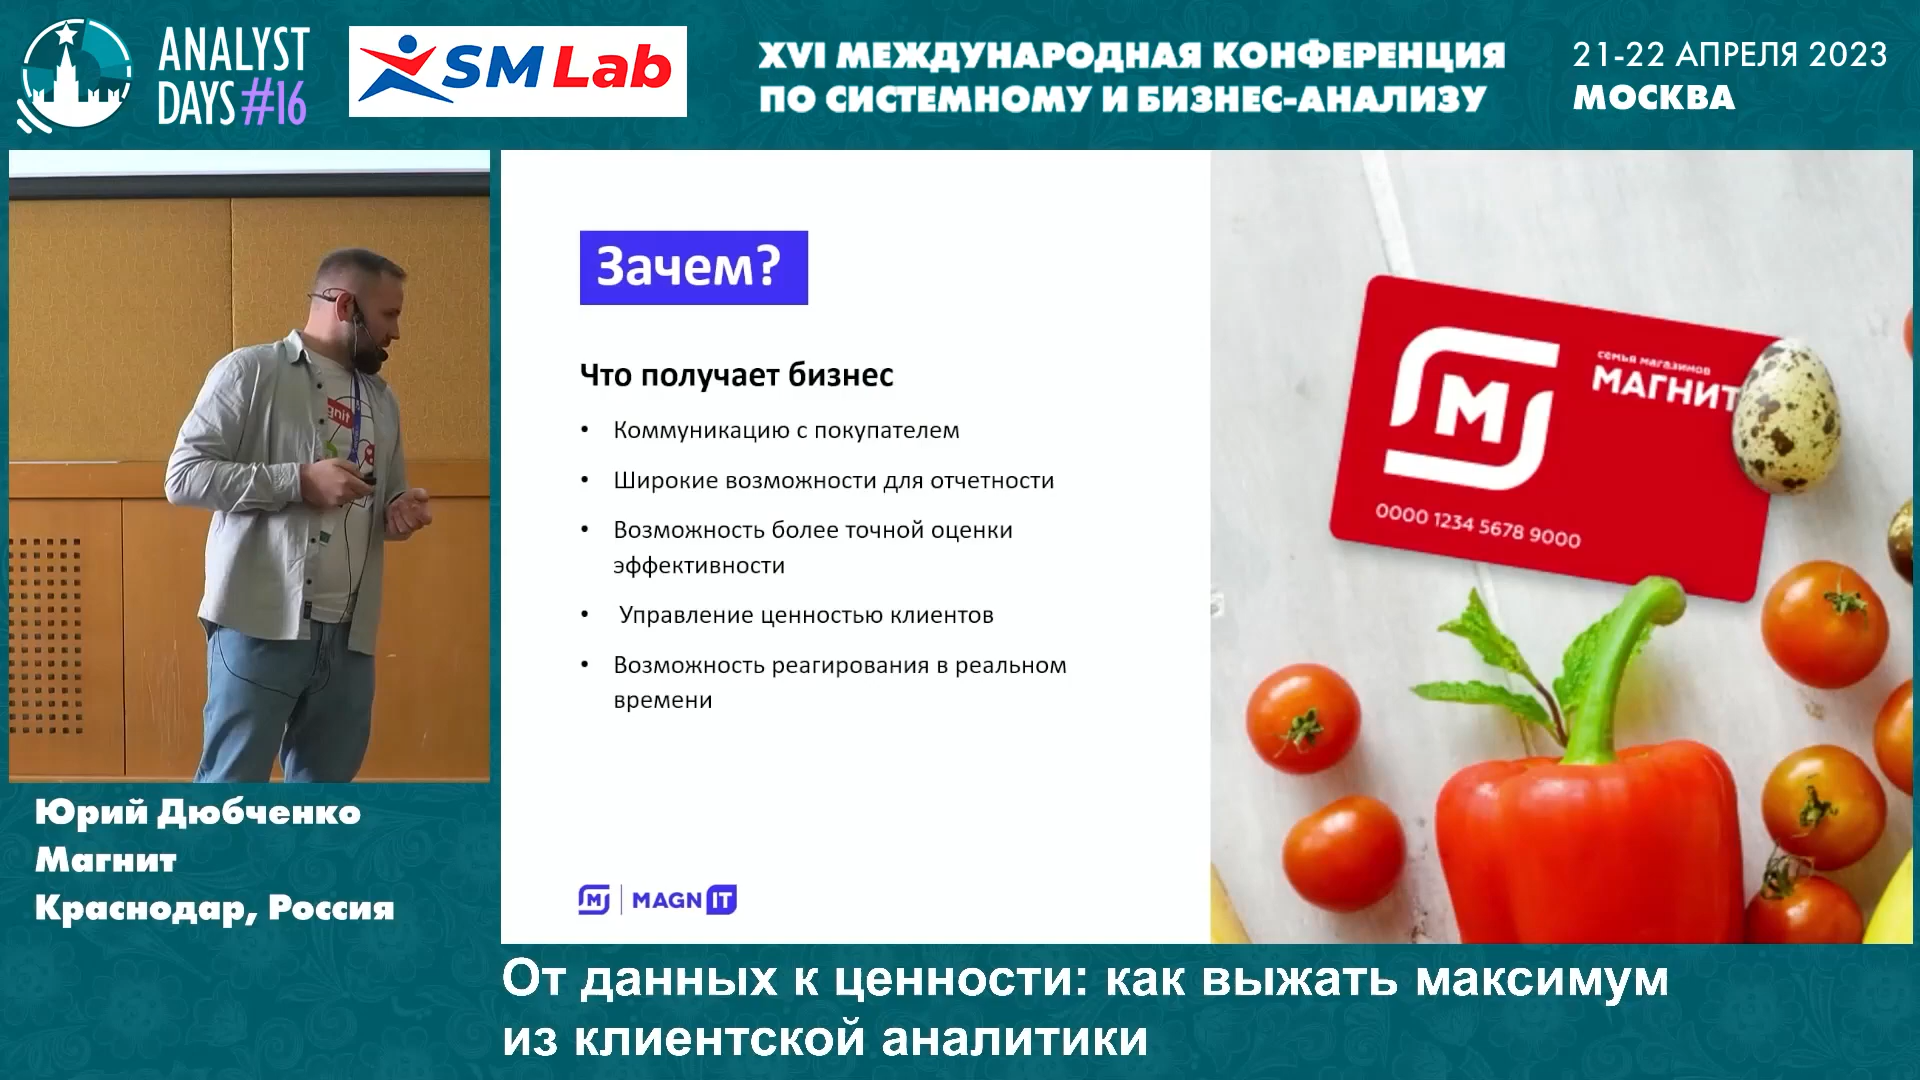 ANALYST
DAYS #16
SM Lab
XVI МЕЖДУНАРОДНАЯ КОНФЕРЕНЦИЯ
ПО СИСТЕМНОМУ И БИЗНЕС-АНАЛИЗУ
21-22 АПРЕЛЯ 2023
МОСКВА
Зачем?
Что получает бизнес
• Коммуникацию с покупателем
• Широкие возможности для отчетности
• Возможность более точной оценки
эффективности
• Управление ценностью клиентов
• Возможность реагирования в реальном
времени
М MAGNIT
М
семья магазинов
МАГНИТ
0000 1234 5678 9000
gnit
Юрий Дюбченко
Магнит
Краснодар, Россия
От данных к ценности: как выжать максимум
из клиентской аналитики